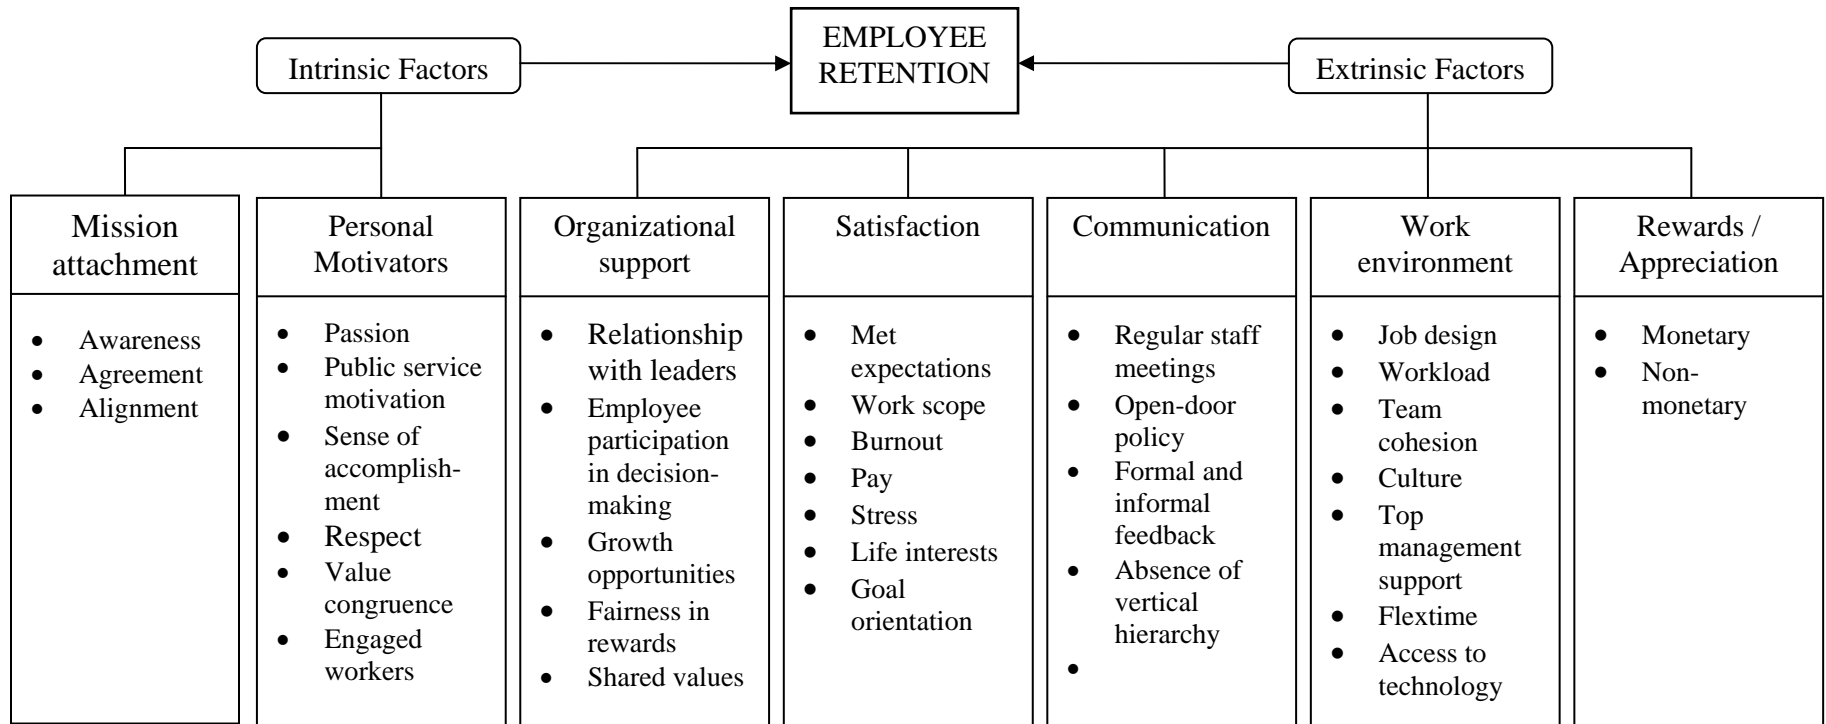 EMPLOYEE
RETENTION
Intrinsic Factors
Extrinsic Factors
Mission
attachment
• Awareness
• Agreement
• Alignment
Personal
Motivators
• Passion
• Public service
motivation
• Sense of
accomplish-
ment
• Respect
• Value
congruence
• Engaged
workers
Organizational
support
• Relationship
with leaders
• Employee
participation
in decision-
making
• Growth
opportunities
• Fairness in
rewards
• Shared values
Satisfaction
• Met
expectations
• Work scope
• Burnout
• Pay
• Stress
• Life interests
• Goal
orientation
Communication
• Regular staff
meetings
• Open-door
policy
• Formal and
informal
feedback
• Absence of
vertical
hierarchy
•
Work
environment
• Job design
• Workload
• Team
cohesion
• Culture
• Top
management
support
• Flextime
• Access to
technology
Rewards /
Appreciation
• Monetary
• Non-
monetary